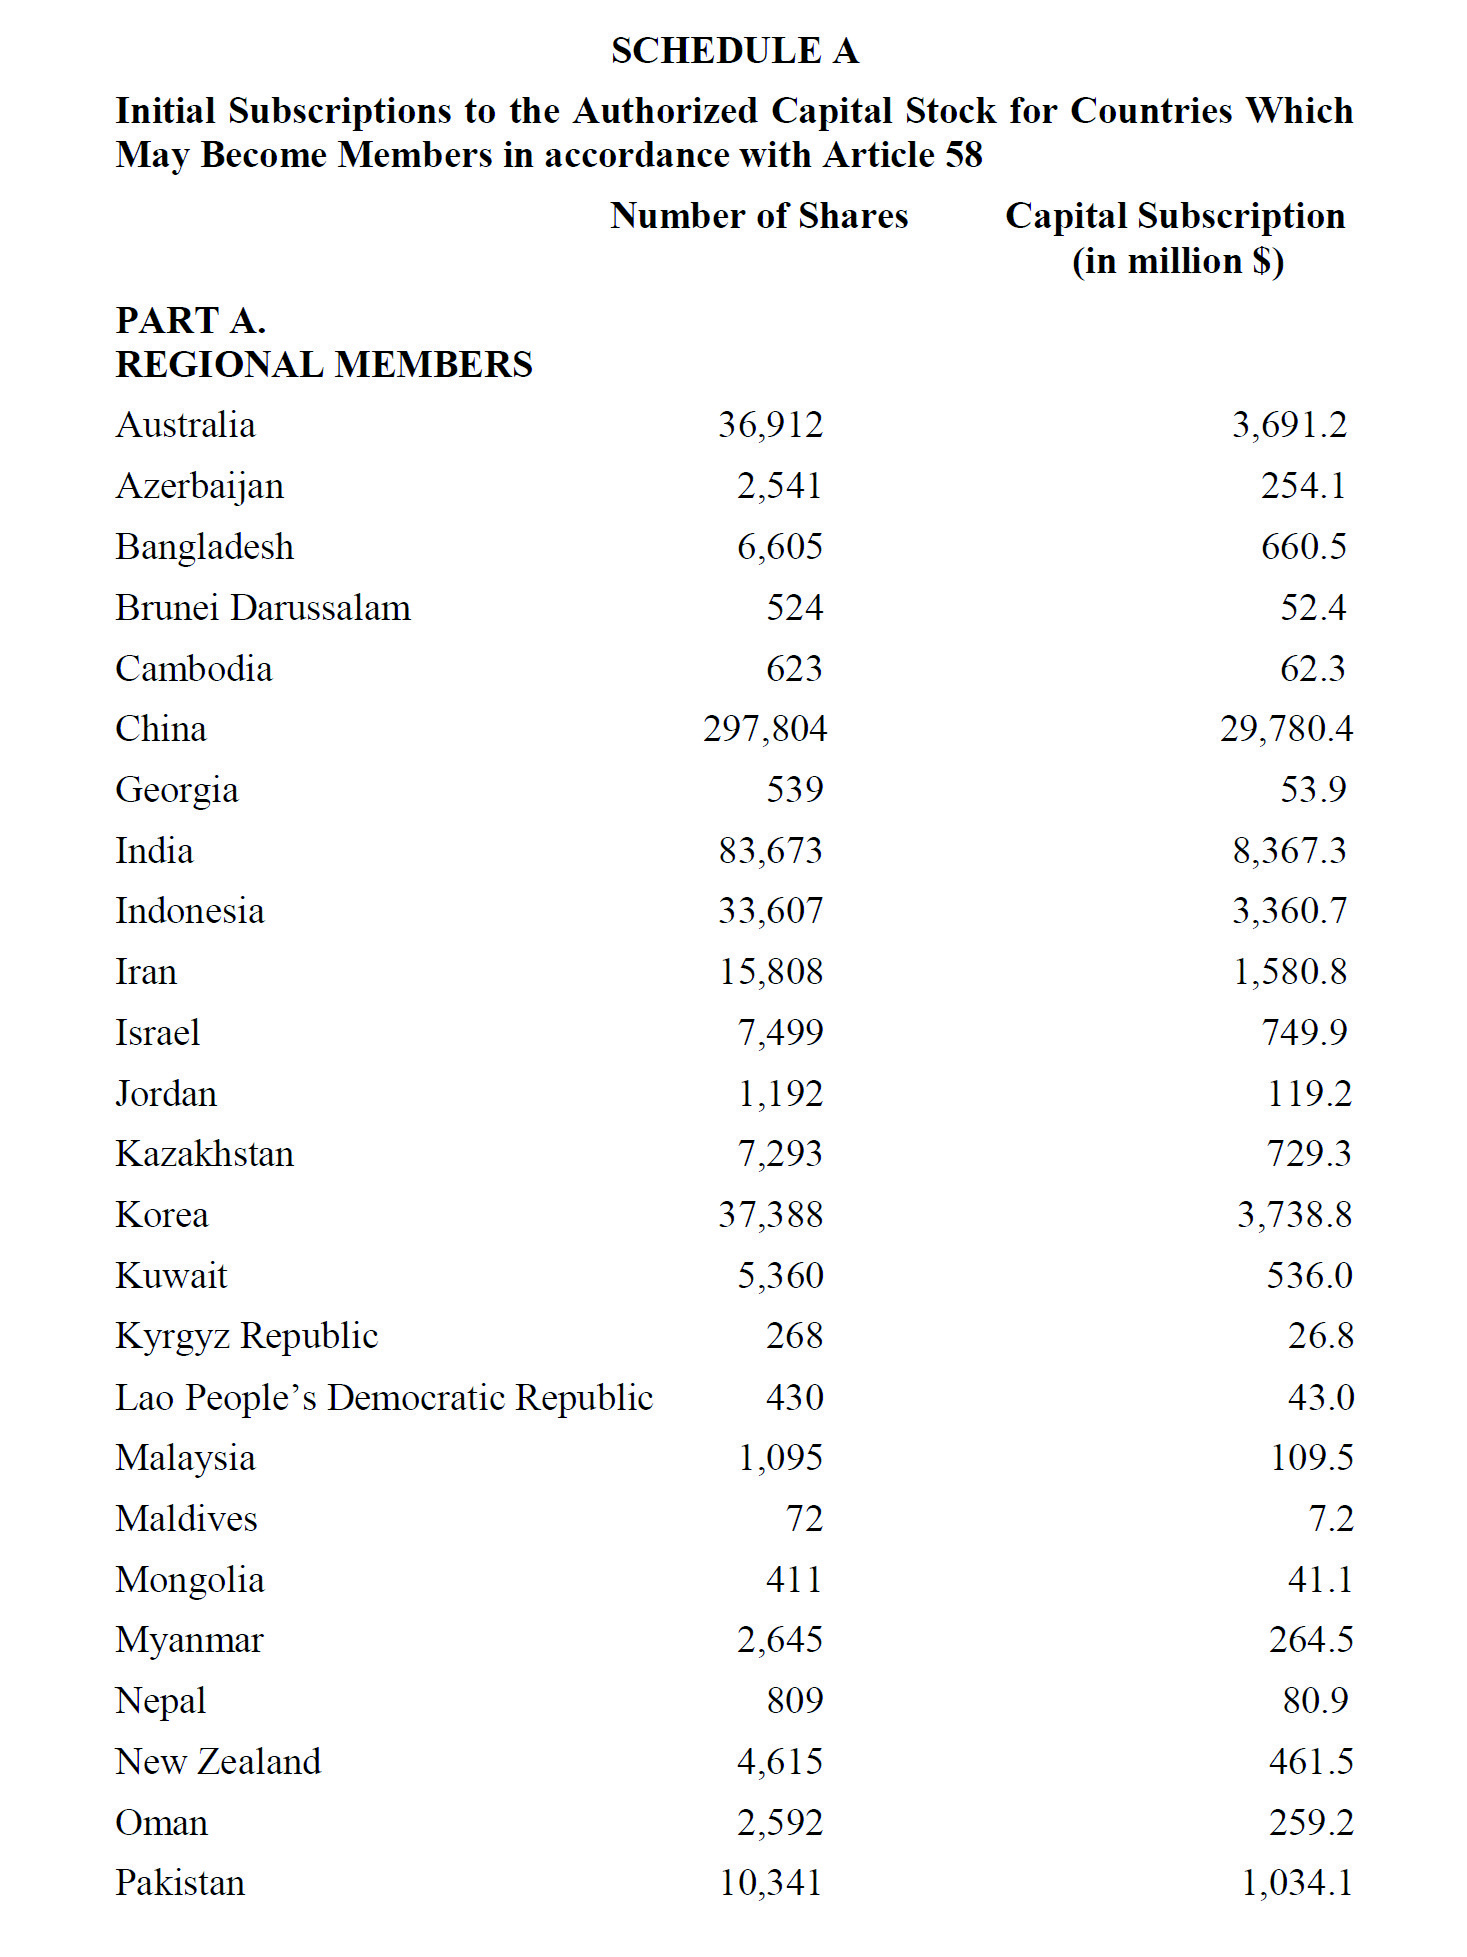 SCHEDULE A
Initial Subscriptions to the Authorized Capital Stock for Countries Which
May Become Members in accordance with Article 58
Number of Shares Capital Subscription
(in million $)
PART A.
REGIONAL MEMBERS
Australia 36,912 3,691.2
Azerbaijan 2,541 254.1
Bangladesh 6,605 660.5
Brunei Darussalam 524 52.4
Cambodia 623 62.3
China 297,804 29,780.4
Georgia 539 53.9
India 83,673 8,367.3
Indonesia 33,607 3,360.7
Iran 15,808 1,580.8
Israel 7,499 749.9
Jordan 1,192 119.2
Kazakhstan 7,293 729.3
Korea 37,388 3,738.8
Kuwait 5,360 536.0
Kyrgyz Republic 268 26.8
Lao People’s Democratic Republic 430 43.0
Malaysia 1,095 109.5
Maldives 72 7.2
Mongolia 411 41.1
Myanmar 2,645 264.5
Nepal 809 80.9
New Zealand 4,615 461.5
Oman 2,592 259.2
Pakistan 10,341 1,034.1